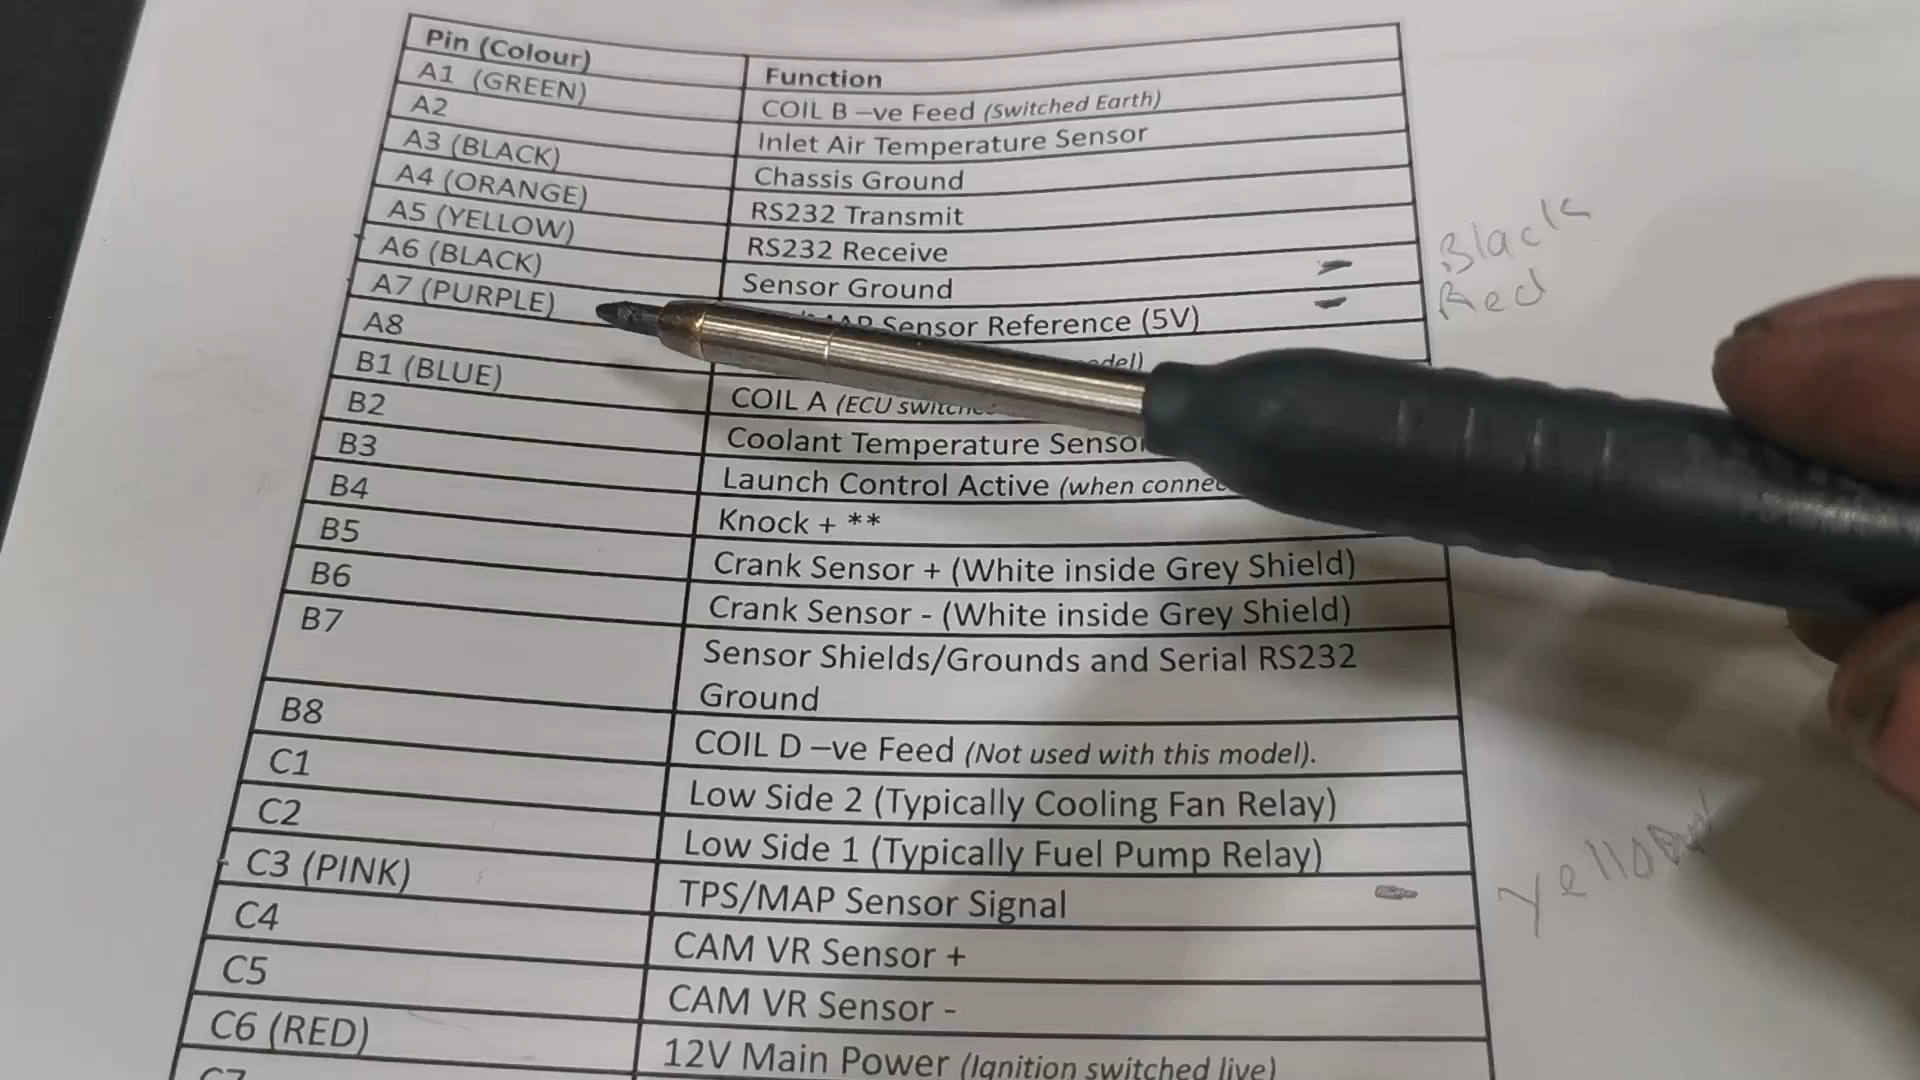 Pin (Colour) Function
A1 (GREEN) COIL B –ve Feed (Switched Earth)
A2 Inlet Air Temperature Sensor
A3 (BLACK) Chassis Ground
A4 (ORANGE) RS232 Transmit
A5 (YELLOW) RS232 Receive
A6 (BLACK) Sensor Ground Black
A7 (PURPLE) Sensor Reference (5V) Red
A8
B1 (BLUE) COIL A (ECU
B2 Coolant Temperature
B3 Launch Control Active (when
B4 Knock + **
B5 Crank Sensor + (White inside Grey Shield)
B6 Crank Sensor - (White inside Grey Shield)
B7 Sensor Shields/Grounds and Serial RS232
Ground
B8 COIL D –ve Feed (Not used with this model).
C1 Low Side 2 (Typically Cooling Fan Relay)
C2 Low Side 1 (Typically Fuel Pump Relay)
C3 (PINK) TPS/MAP Sensor Signal
C4 CAM VR Sensor +
C5 CAM VR Sensor -
C6 (RED) 12V Main Power (Ignition switched live)
C7